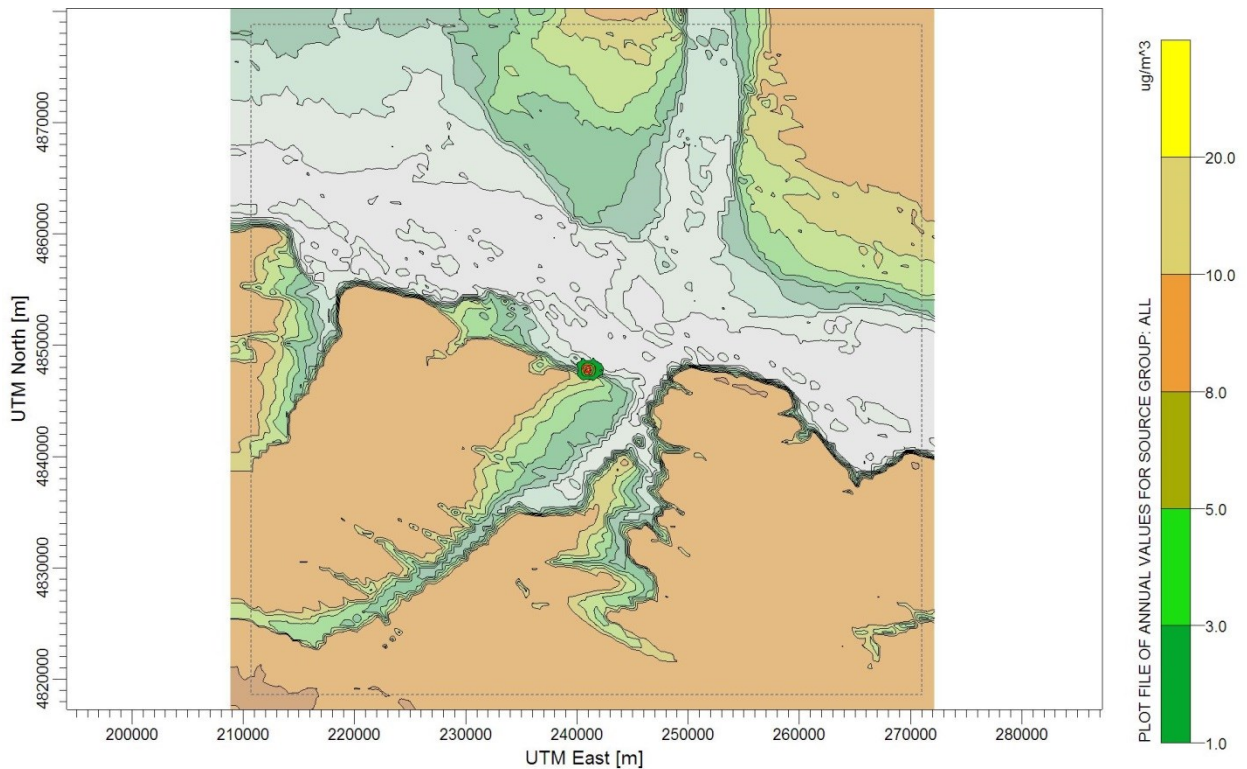 4870000
4860000
4850000
4840000
4830000
4820000
UTM North [m]
200000 210000 220000 230000 240000 250000 260000 270000 280000
UTM East [m]
ug/m^3
PLOT FILE OF ANNUAL VALUES FOR SOURCE GROUP: ALL
20.0
10.0
8.0
5.0
3.0
1.0